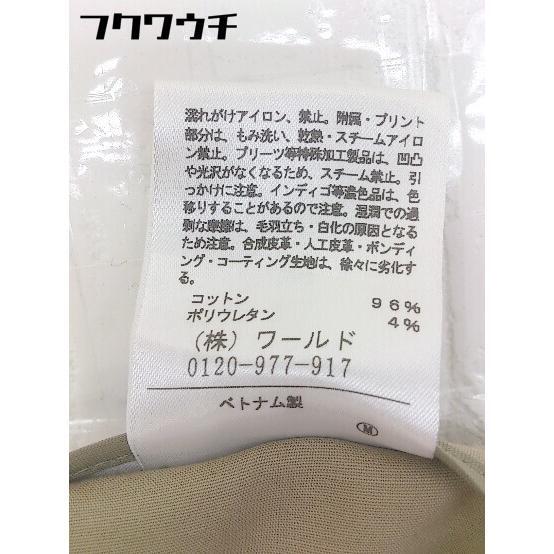 フクワウチ
濡れがけアイロン、禁止。附属・プリント
部分は、もみ洗い、乾熱・スチームアイロ
ン禁止。プリーツ等特殊加工製品は、凹凸
や光沢がなくなるため、スチーム禁止。引
っかけに注意。インディゴ等濃色品は、色
移りすることがあるので注意。湿潤での過
剰な摩擦は、毛羽立ち・白化の原因となる
ため注意。合成皮革・人工皮革・ボンディ
ング・コーティング生地は、徐々に劣化す
る。
コットン 96%
ポリウレタン 4%
(株)ワールド
0120-977-917
ベトナム製
M